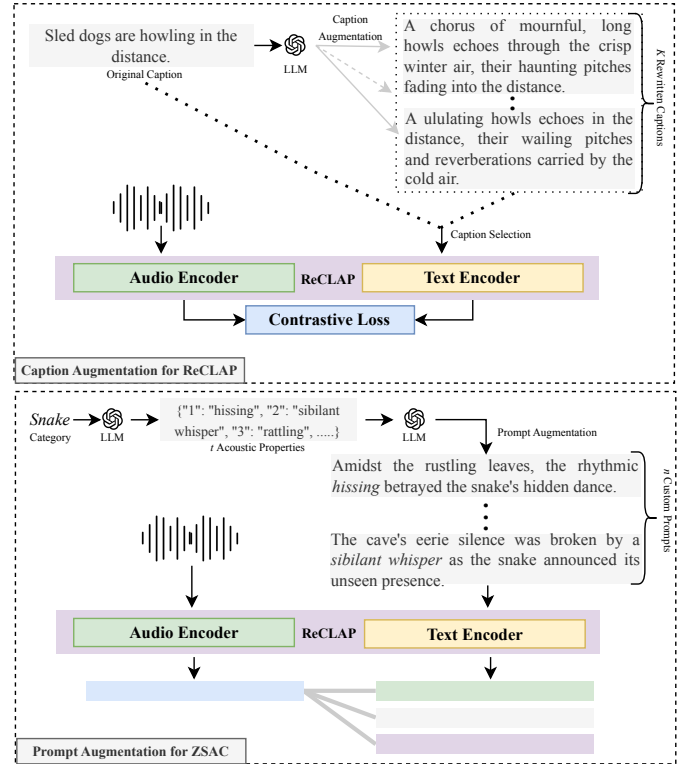 Sled dogs are howling in the
distance.
Original Caption
LLM
Caption
Augmentation
A chorus of mournful, long
howls echoes through the crisp
winter air, their haunting pitches
fading into the distance.
A ululating howls echoes in the
distance, their wailing pitches
and reverberations carried by the
cold air.
K Rewritten Captions
Caption Selection
Audio Encoder
ReCLAP
Text Encoder
Contrastive Loss
Caption Augmentation for ReCLAP
Snake
Category
LLM
{"1": "hissing", "2": "sibilant
whisper", "3": "rattling", .....}
t Acoustic Properties
LLM
Prompt Augmentation
Amidst the rustling leaves, the rhythmic
hissing betrayed the snake's hidden dance.
The cave's eerie silence was broken by a
sibilant whisper as the snake announced its
unseen presence.
n Custom Prompts
Audio Encoder
ReCLAP
Text Encoder
Prompt Augmentation for ZSAC